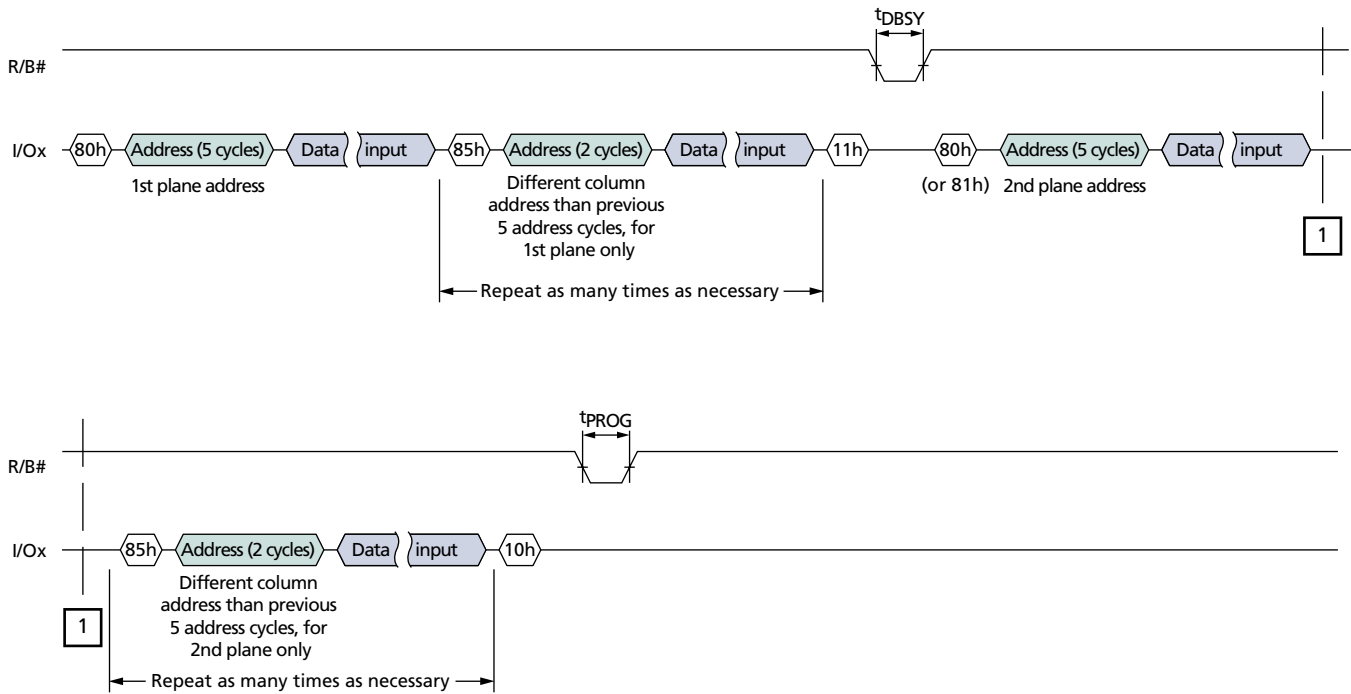 tDBSY
R/B#
I/Ox 80h Address (5 cycles) Data input 85h Address (2 cycles) Data input 11h 80h Address (5 cycles) Data input
1st plane address
Different column
address than previous
5 address cycles, for
1st plane only
(or 81h) 2nd plane address
1
Repeat as many times as necessary
tPROG
R/B#
I/Ox 85h Address (2 cycles) Data input 10h
Different column
address than previous
5 address cycles, for
2nd plane only
1
Repeat as many times as necessary